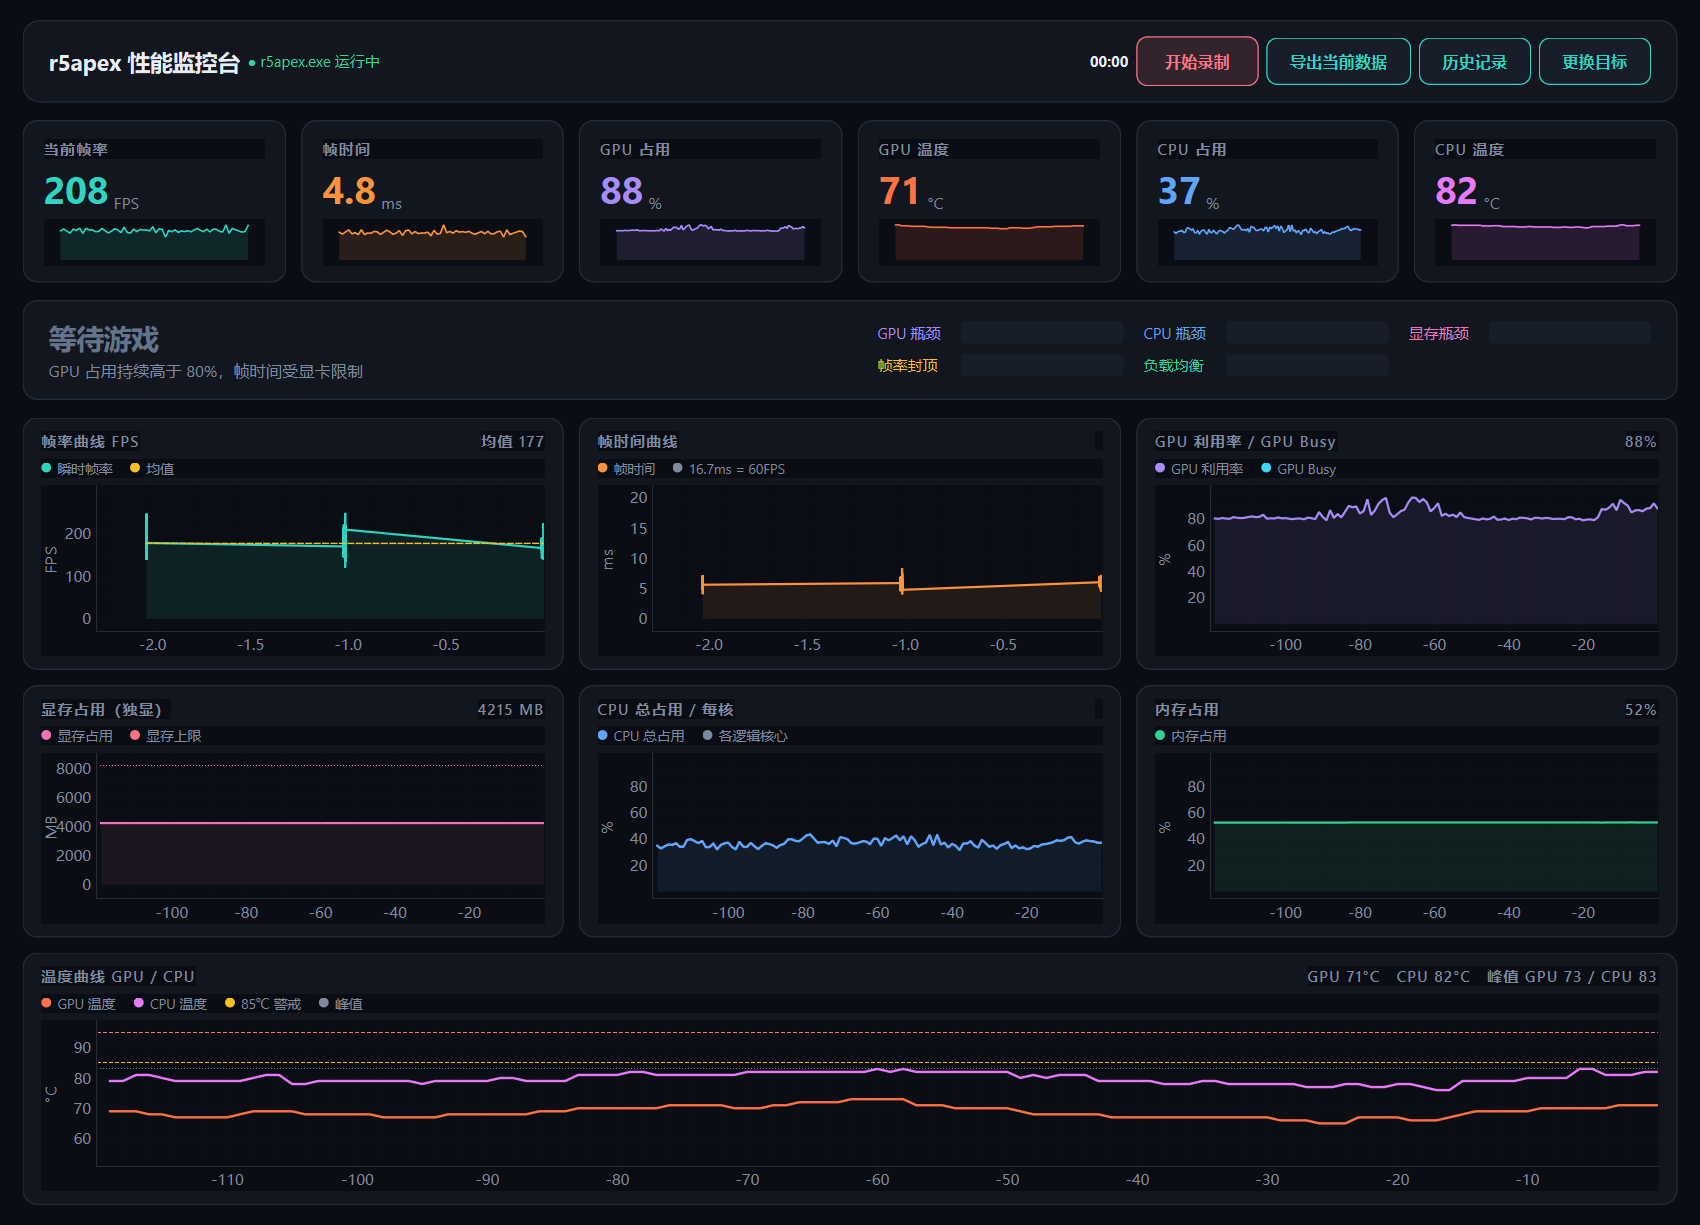 r5apex 性能监控台 • r5apex.exe 运行中 00:00 开始录制 导出当前数据 历史记录 更换目标
当前帧率 帧时间 GPU 占用 GPU 温度 CPU 占用 CPU 温度
208 FPS 4.8 ms 88 % 71 °C 37 % 82 °C
等待游戏
GPU 占用持续高于 80%，帧时间受显卡限制
GPU 瓶颈 CPU 瓶颈 显存瓶颈
帧率封顶 负载均衡
帧率曲线 FPS 均值 177
瞬时帧率 均值
FPS
200
100
0
-2.0 -1.5 -1.0 -0.5
帧时间曲线
帧时间 16.7ms = 60FPS
ms
20
15
10
5
0
-2.0 -1.5 -1.0 -0.5
GPU 利用率 / GPU Busy 88%
GPU 利用率 GPU Busy
%
80
60
40
20
-100 -80 -60 -40 -20
显存占用（独显） 4215 MB
显存占用 显存上限
MB
8000
6000
4000
2000
0
-100 -80 -60 -40 -20
CPU 总占用 / 每核
CPU 总占用 各逻辑核心
%
80
60
40
20
-100 -80 -60 -40 -20
内存占用 52%
内存占用
%
80
60
40
20
-100 -80 -60 -40 -20
温度曲线 GPU / CPU GPU 71°C CPU 82°C 峰值 GPU 73 / CPU 83
GPU 温度 CPU 温度 85℃ 警戒 峰值
°C
90
80
70
60
-110 -100 -90 -80 -70 -60 -50 -40 -30 -20 -10